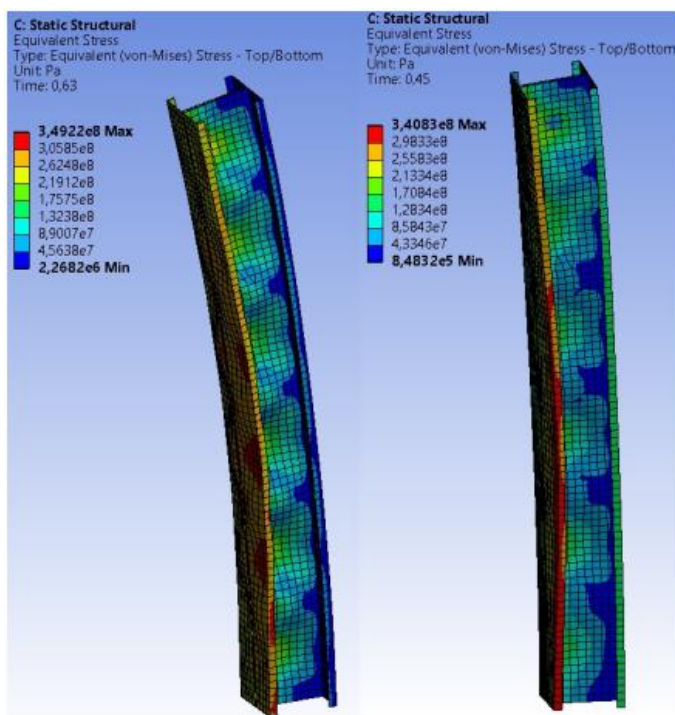 C: Static Structural
Equivalent Stress
Type: Equivalent (von-Mises) Stress - Top/Bottom
Unit: Pa
Time: 0,63
3,4922e8 Max
3,0585e8
2,6248e8
2,1912e8
1,7575e8
1,3238e8
8,9007e7
4,5638e7
2,2682e6 Min
C: Static Structural
Equivalent Stress
Type: Equivalent (von-Mises) Stress - Top/Bottom
Unit: Pa
Time: 0,45
3,4083e8 Max
2,9833e8
2,5583e8
2,1334e8
1,7084e8
1,2834e8
8,5843e7
4,3346e7
8,4832e5 Min